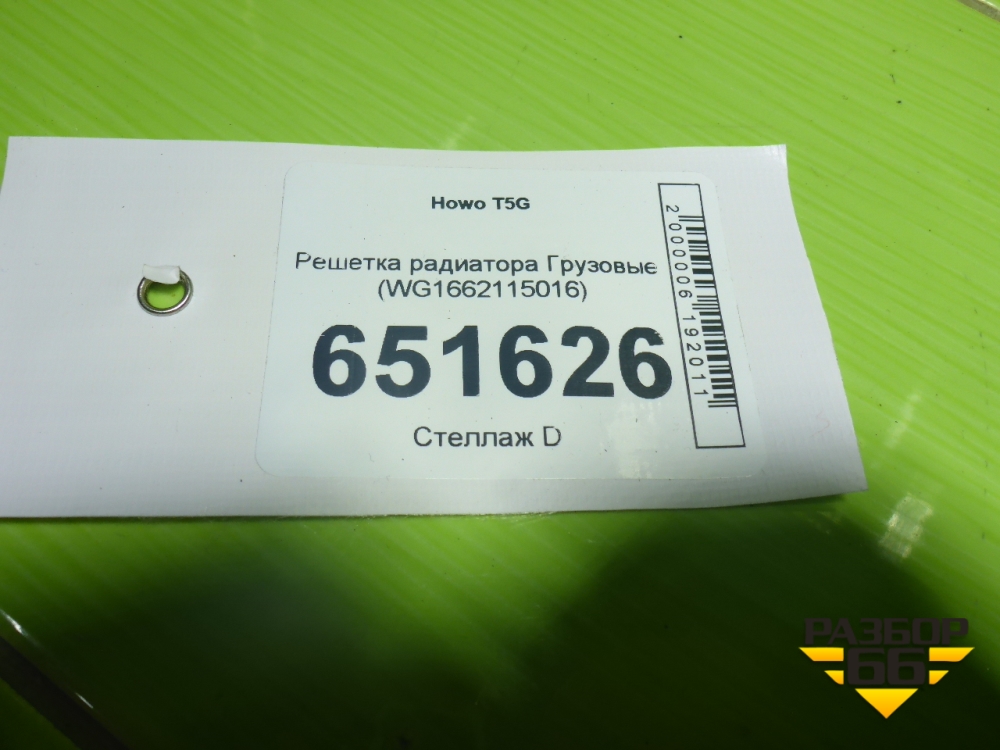 Howo T5G
Решетка радиатора Грузовые
(WG1662115016)
651626
Стеллаж D
2000006192011
РАЗБОР
66